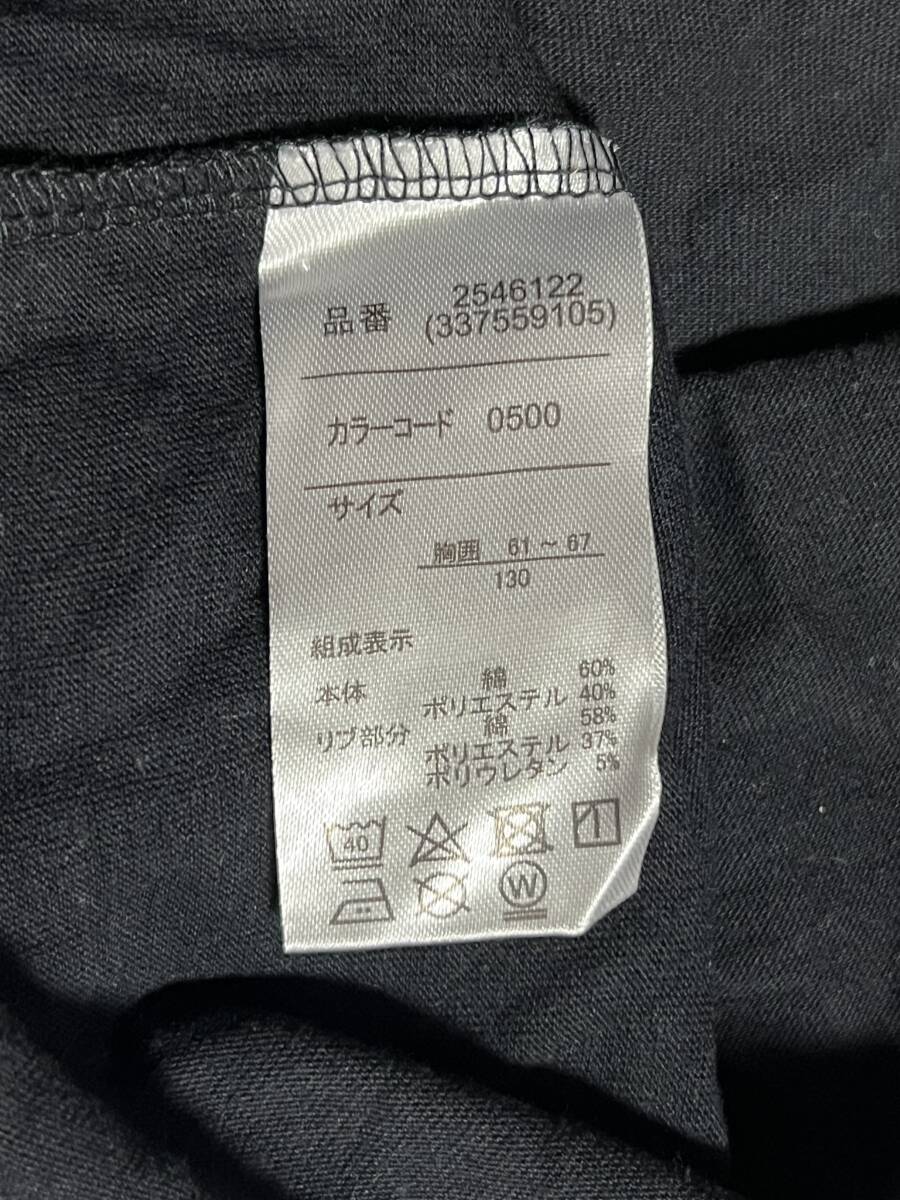 品番 2546122
(337559105)
カラーコード 0500
サイズ
胸囲 61～67
130
組成表示
本体 綿 60%
ポリエステル 40%
リブ部分 綿 58%
ポリエステル 37%
ポリウレタン 5%
40
W